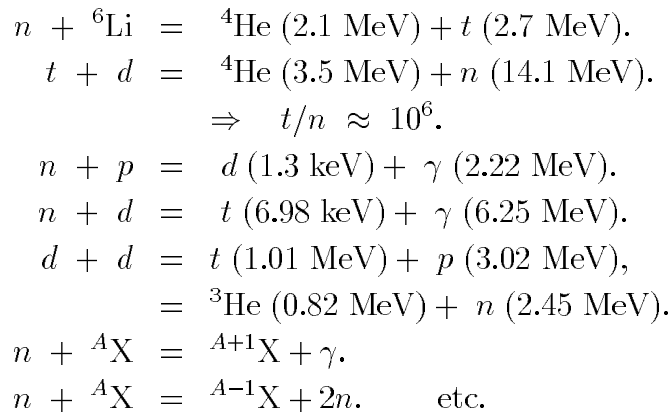 n + ⁶Li = ⁴He (2.1 MeV) + t (2.7 MeV).
t + d = ⁴He (3.5 MeV) + n (14.1 MeV).
⇒ t/n ≈ 10⁶.
n + p = d (1.3 keV) + γ (2.22 MeV).
n + d = t (6.98 keV) + γ (6.25 MeV).
d + d = t (1.01 MeV) + p (3.02 MeV),
= ³He (0.82 MeV) + n (2.45 MeV).
n + ᴬX = ᴬ⁺¹X + γ.
n + ᴬX = ᴬ⁻¹X + 2n. etc.